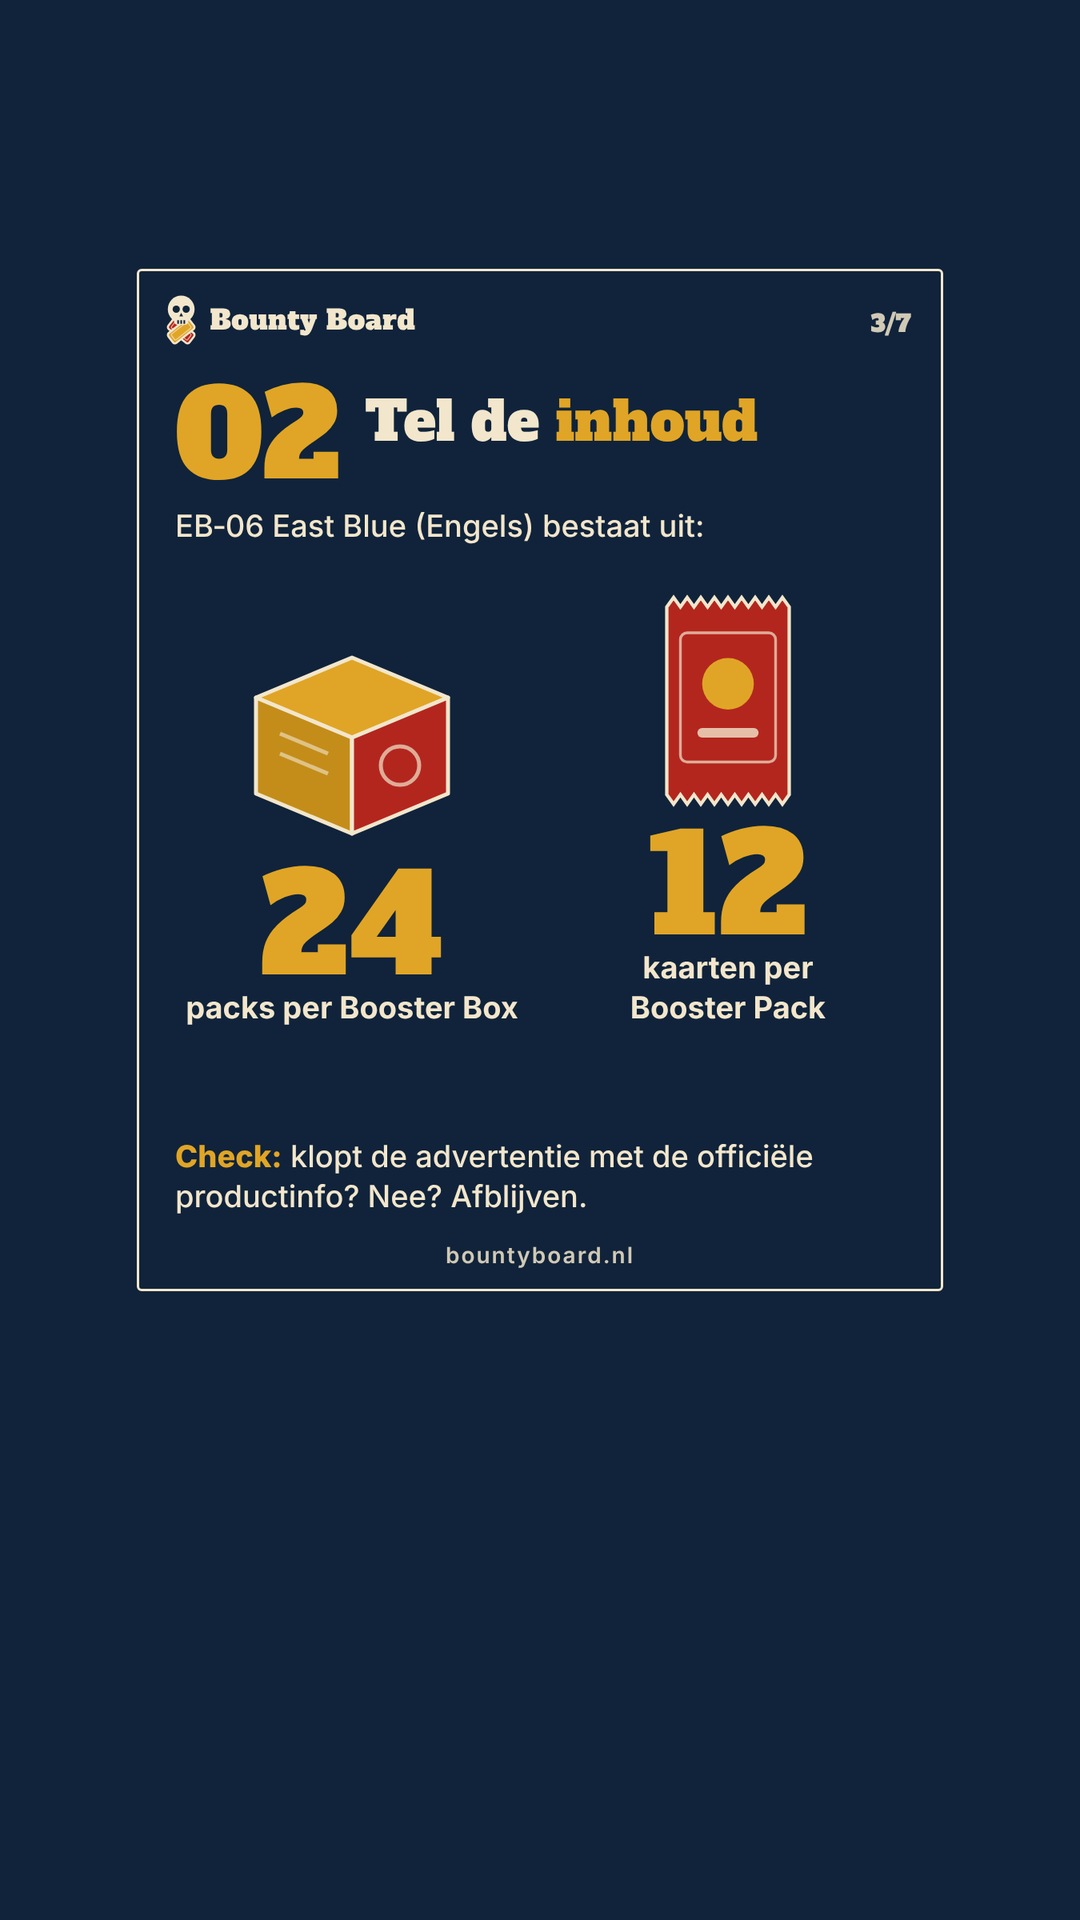 Bounty Board
3/7
02 Tel de inhoud
EB-06 East Blue (Engels) bestaat uit:
24
packs per Booster Box
12
kaarten per
Booster Pack
Check: klopt de advertentie met de officiële
productinfo? Nee? Afblijven.
bountyboard.nl